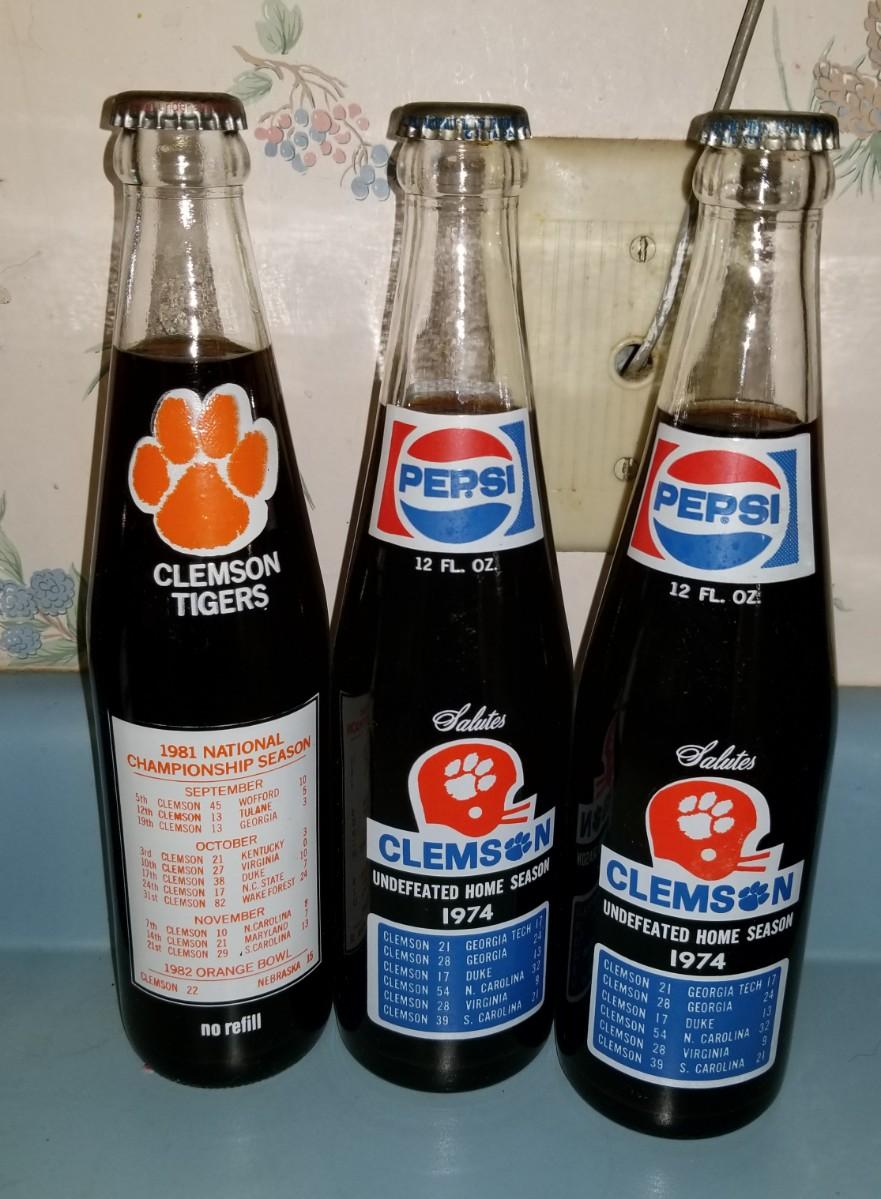 CLEMSON
TIGERS
1981 NATIONAL
CHAMPIONSHIP SEASON
SEPTEMBER
5th CLEMSON 45 WOFFORD 10
12th CLEMSON 13 TULANE 5
19th CLEMSON 13 GEORGIA 3
OCTOBER
3rd CLEMSON 21 KENTUCKY 3
10th CLEMSON 27 VIRGINIA 0
17th CLEMSON 38 DUKE 10
24th CLEMSON 17 N.C. STATE 7
31st CLEMSON 82 WAKE FOREST 24
NOVEMBER
7th CLEMSON 10 N.CAROLINA 8
14th CLEMSON 21 MARYLAND 7
21st CLEMSON 29 S.CAROLINA 13
1982 ORANGE BOWL
CLEMSON 22 NEBRASKA 15
no refill
PEPSI
12 FL. OZ.
Salutes
CLEMSON
UNDEFEATED HOME SEASON
1974
CLEMSON 21 GEORGIA TECH 17
CLEMSON 28 GEORGIA 24
CLEMSON 17 DUKE 13
CLEMSON 54 N. CAROLINA 32
CLEMSON 28 VIRGINIA 9
CLEMSON 39 S. CAROLINA 21
PEPSI
12 FL. OZ.
Salutes
CLEMSON
UNDEFEATED HOME SEASON
1974
CLEMSON 21 GEORGIA TECH 17
CLEMSON 28 GEORGIA 24
CLEMSON 17 DUKE 13
CLEMSON 54 N. CAROLINA 32
CLEMSON 28 VIRGINIA 9
CLEMSON 39 S. CAROLINA 21